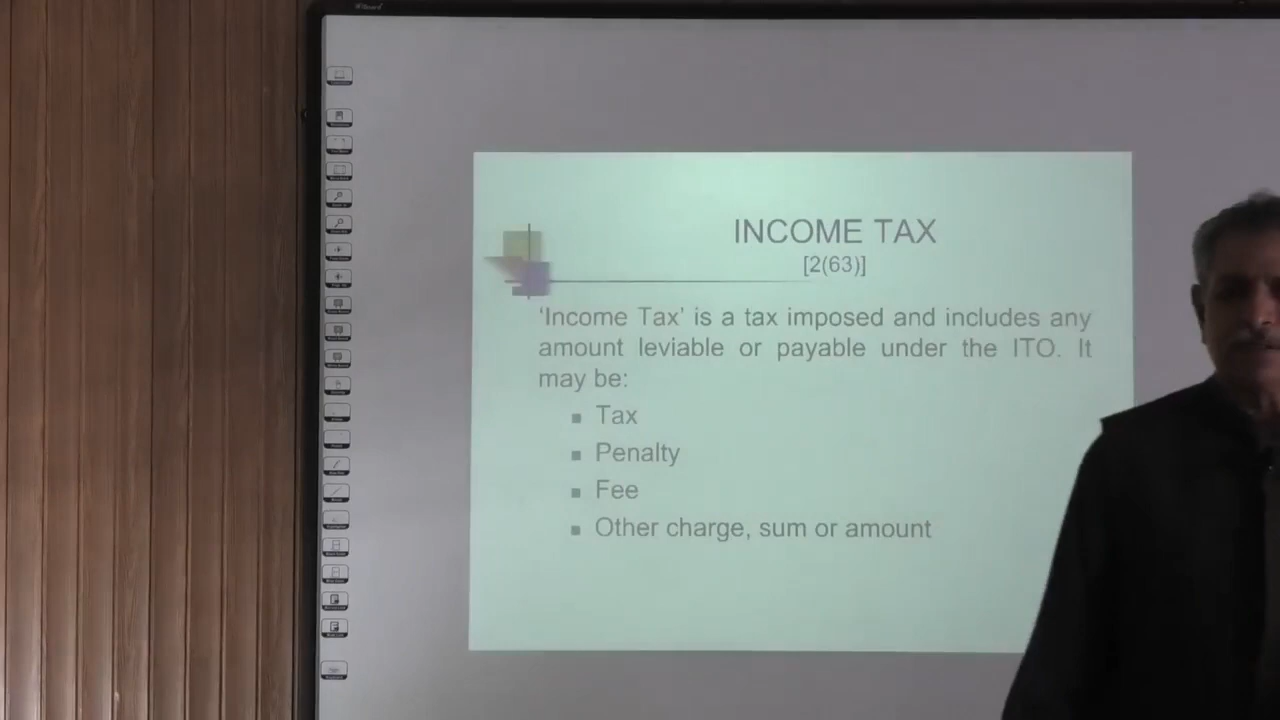 INCOME TAX
[2(63)]
‘Income Tax’ is a tax imposed and includes any
amount leviable or payable under the ITO. It
may be:
Tax
Penalty
Fee
Other charge, sum or amount